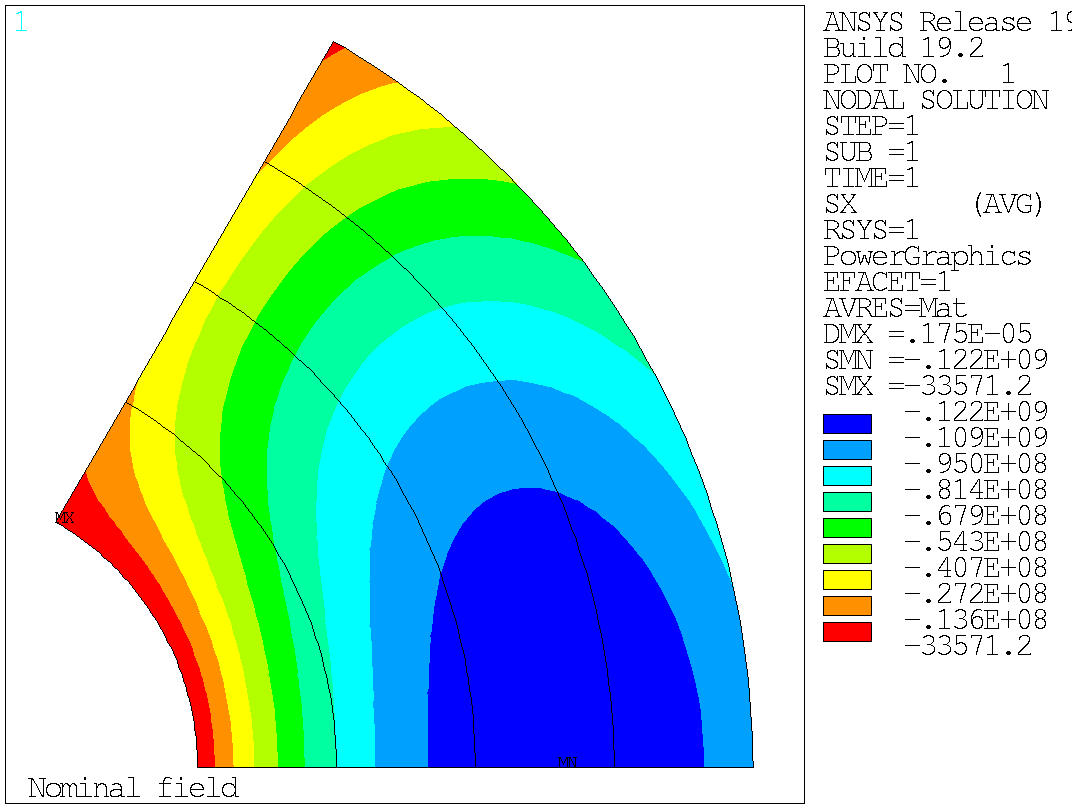 1
ANSYS Release 19
Build 19.2
PLOT NO. 1
NODAL SOLUTION
STEP=1
SUB =1
TIME=1
SX (AVG)
RSYS=1
PowerGraphics
EFACET=1
AVRES=Mat
DMX =.175E-05
SMN =-.122E+09
SMX =-33571.2
-.122E+09
-.109E+09
-.950E+08
-.814E+08
-.679E+08
-.543E+08
-.407E+08
-.272E+08
-.136E+08
-33571.2
MX
MN
Nominal field